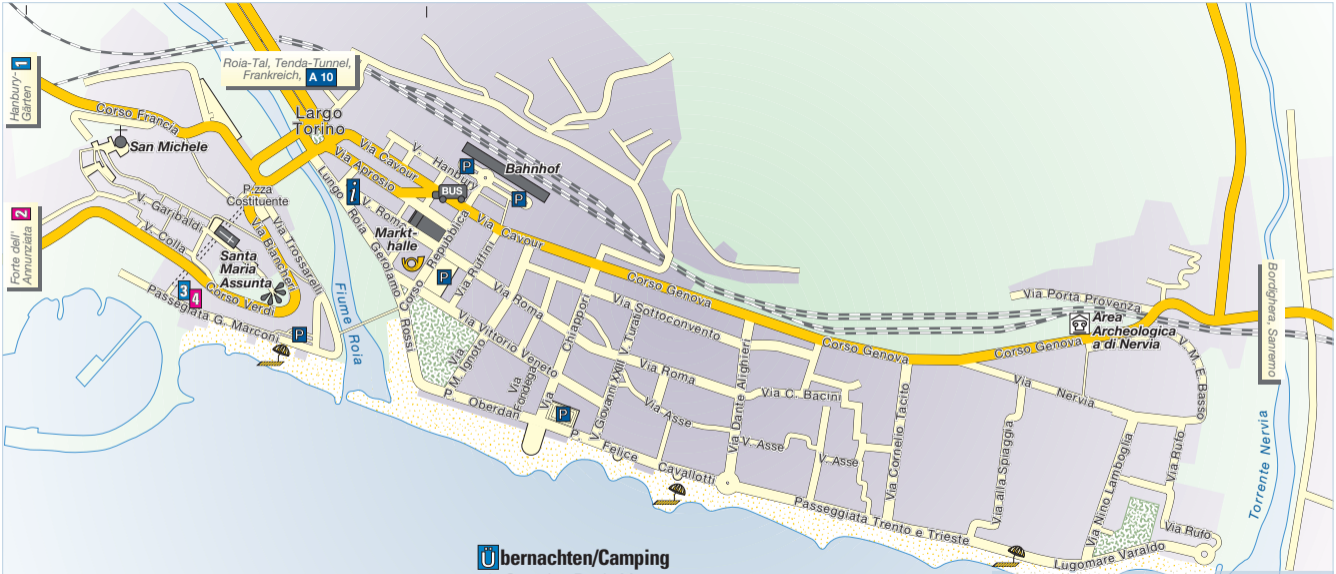 Hanbury-
Gärten
1
Roia-Tal, Tenda-Tunnel,
Frankreich, A 10
Corso Francia
San Michele
Largo
Torino
Via Cavour
Via Aprosio
V. Hanbury
P
Bahnhof
P
BUS
i
Lungo Roia Gerolamo Rossi
V. Roma
Markt-
halle
Corso Repubblica
Via Cavour
P/zza
Costituente
V. Garibaldi
V. Colla
Santa
Maria
Assunta
Via Biancheri
Via Trossarelli
Forte dell'
Annunziata
2
3
4
Corso Verdi
Passegiata G. Marconi
P
Fiume Roia
P
Via Ruffini
Via Roma
Via Vittorio Veneto
Via
P.M. Ignoto
P. Oberdan
Via
Fondega
Via Chiappori
P
V. Govanni XXIII
V. Turati
Corso Genova
Via Sottoconvento
Via Roma
Via Asse
V. Asse
V. Asse
Via Dante Alighieri
Via C. Bacini
P. Felice Cavallotti
Corso Genova
Via Cornelio Tacito
Corso Genova
Via Nervia
Via alla Spiaggia
Via Porta Provenza
Area
Archeologica
a di Nervia
V. M. E. Basso
Via Nino Lamboglia
Via Rufo
Via Rufo
Passeggiata Trento e Trieste
Lugomare Varaldo
Bordighera, Sanremo
Torrente Nervia
Übernachten/Camping